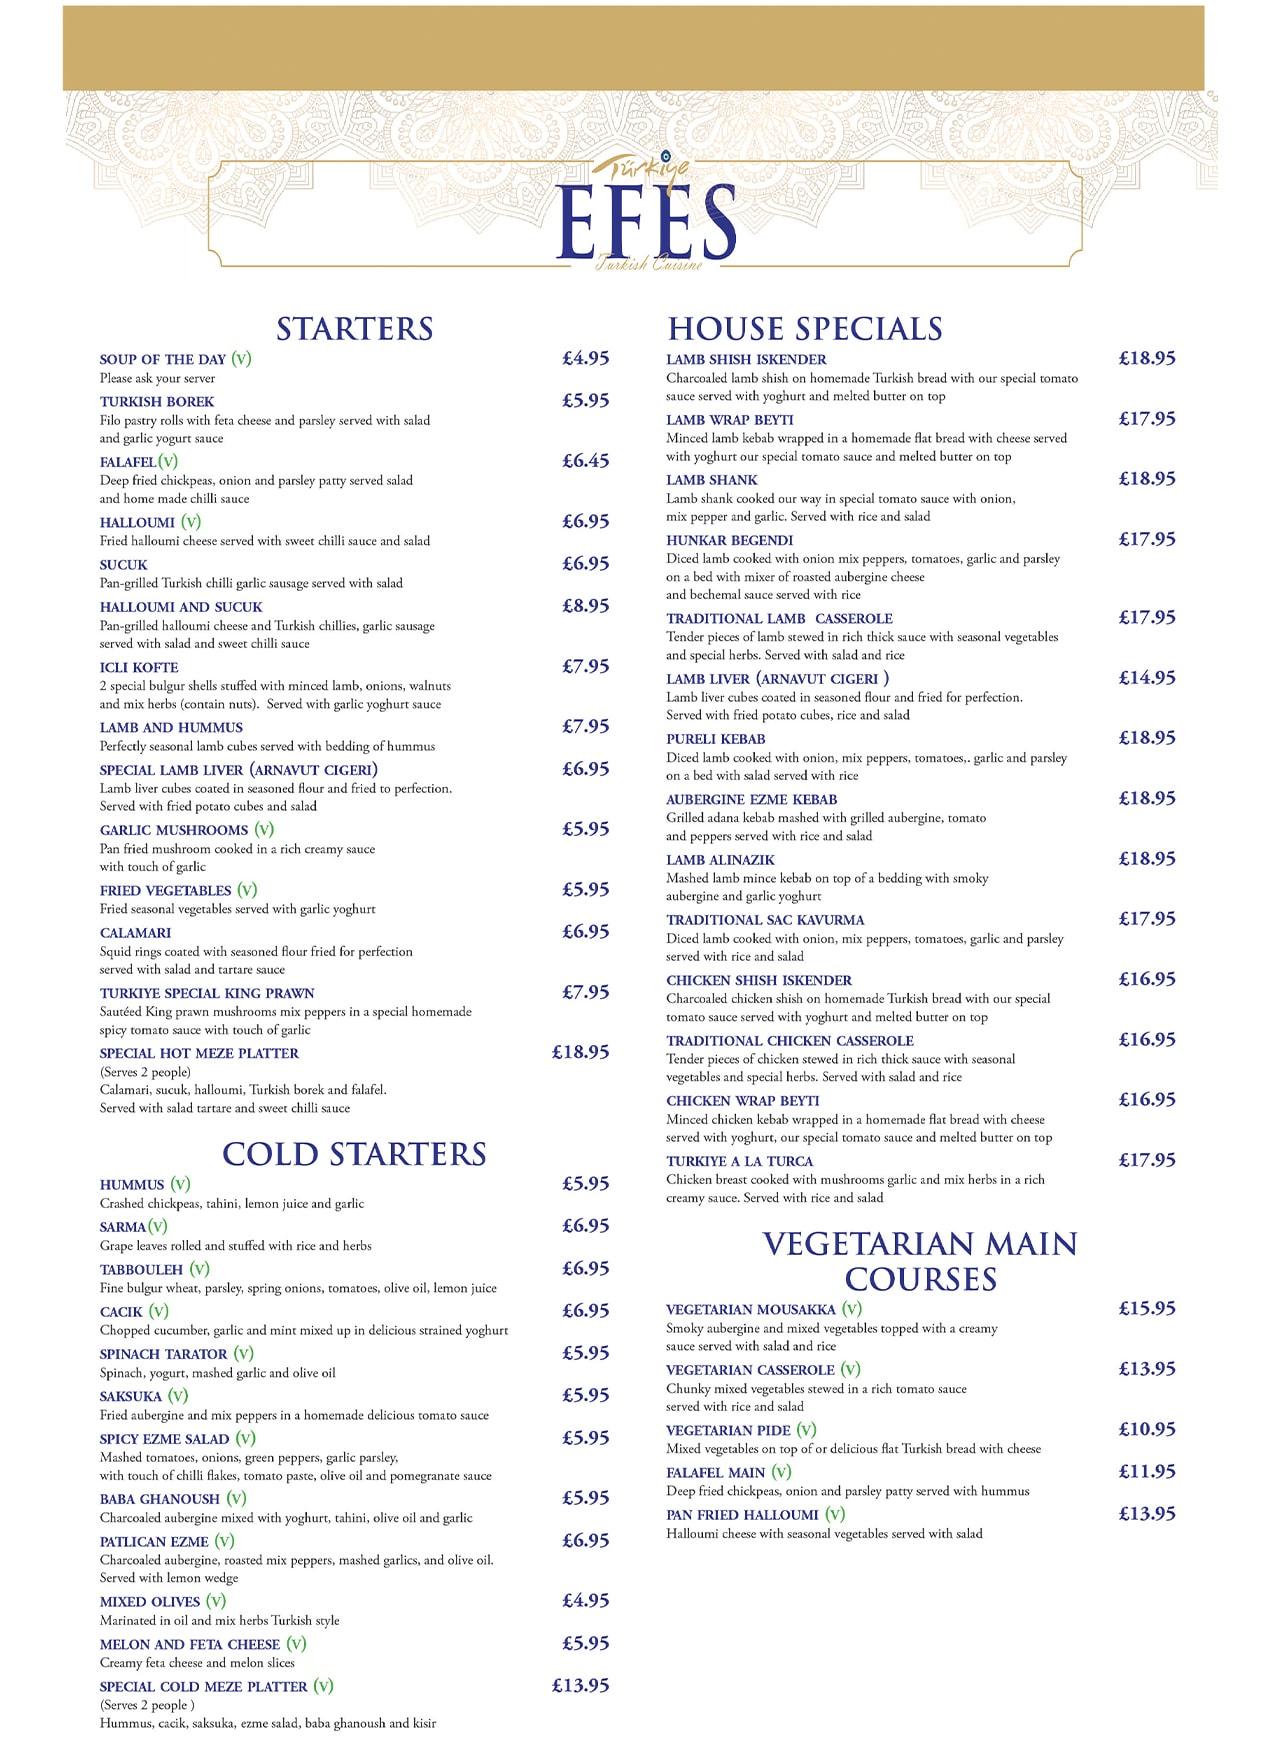 Türkiye
EFES
Turkish Cuisine
STARTERS
SOUP OF THE DAY (V) £4.95
Please ask your server
TURKISH BOREK £5.95
Filo pastry rolls with feta cheese and parsley served with salad
and garlic yogurt sauce
FALAFEL(V) £6.45
Deep fried chickpeas, onion and parsley patty served salad
and home made chilli sauce
HALLOUMI (V) £6.95
Fried halloumi cheese served with sweet chilli sauce and salad
SUCUK £6.95
Pan-grilled Turkish chilli garlic sausage served with salad
HALLOUMI AND SUCUK £8.95
Pan-grilled halloumi cheese and Turkish chillies, garlic sausage
served with salad and sweet chilli sauce
ICLI KOFTE £7.95
2 special bulgur shells stuffed with minced lamb, onions, walnuts
and mix herbs (contain nuts). Served with garlic yoghurt sauce
LAMB AND HUMMUS £7.95
Perfectly seasonal lamb cubes served with bedding of hummus
SPECIAL LAMB LIVER (ARNAVUT CIGERI) £6.95
Lamb liver cubes coated in seasoned flour and fried to perfection.
Served with fried potato cubes and salad
GARLIC MUSHROOMS (V) £5.95
Pan fried mushroom cooked in a rich creamy sauce
with touch of garlic
FRIED VEGETABLES (V) £5.95
Fried seasonal vegetables served with garlic yoghurt
CALAMARI £6.95
Squid rings coated with seasoned flour fried for perfection
served with salad and tartare sauce
TURKIYE SPECIAL KING PRAWN £7.95
Sautéed King prawn mushrooms mix peppers in a special homemade
spicy tomato sauce with touch of garlic
SPECIAL HOT MEZE PLATTER £18.95
(Serves 2 people)
Calamari, sucuk, halloumi, Turkish borek and falafel.
Served with salad tartare and sweet chilli sauce
COLD STARTERS
HUMMUS (V) £5.95
Crashed chickpeas, tahini, lemon juice and garlic
SARMA(V) £6.95
Grape leaves rolled and stuffed with rice and herbs
TABBOULEH (V) £6.95
Fine bulgur wheat, parsley, spring onions, tomatoes, olive oil, lemon juice
CACIK (V) £6.95
Chopped cucumber, garlic and mint mixed up in delicious strained yoghurt
SPINACH TARATOR (V) £5.95
Spinach, yogurt, mashed garlic and olive oil
SAKSUKA (V) £5.95
Fried aubergine and mix peppers in a homemade delicious tomato sauce
SPICY EZME SALAD (V) £5.95
Mashed tomatoes, onions, green peppers, garlic parsley,
with touch of chilli flakes, tomato paste, olive oil and pomegranate sauce
BABA GHANOUSH (V) £5.95
Charcoaled aubergine mixed with yoghurt, tahini, olive oil and garlic
PATLICAN EZME (V) £6.95
Charcoaled aubergine, roasted mix peppers, mashed garlics, and olive oil.
Served with lemon wedge
MIXED OLIVES (V) £4.95
Marinated in oil and mix herbs Turkish style
MELON AND FETA CHEESE (V) £5.95
Creamy feta cheese and melon slices
SPECIAL COLD MEZE PLATTER (V) £13.95
(Serves 2 people )
Hummus, cacik, saksuka, ezme salad, baba ghanoush and kisir
HOUSE SPECIALS
LAMB SHISH ISKENDER £18.95
Charcoaled lamb shish on homemade Turkish bread with our special tomato
sauce served with yoghurt and melted butter on top
LAMB WRAP BEYTI £17.95
Minced lamb kebab wrapped in a homemade flat bread with cheese served
with yoghurt our special tomato sauce and melted butter on top
LAMB SHANK £18.95
Lamb shank cooked our way in special tomato sauce with onion,
mix pepper and garlic. Served with rice and salad
HUNKAR BEGENDI £17.95
Diced lamb cooked with onion mix peppers, tomatoes, garlic and parsley
on a bed with mixer of roasted aubergine cheese
and bechemal sauce served with rice
TRADITIONAL LAMB CASSEROLE £17.95
Tender pieces of lamb stewed in rich thick sauce with seasonal vegetables
and special herbs. Served with salad and rice
LAMB LIVER (ARNAVUT CIGERI ) £14.95
Lamb liver cubes coated in seasoned flour and fried for perfection.
Served with fried potato cubes, rice and salad
PURELI KEBAB £18.95
Diced lamb cooked with onion, mix peppers, tomatoes,. garlic and parsley
on a bed with salad served with rice
AUBERGINE EZME KEBAB £18.95
Grilled adana kebab mashed with grilled aubergine, tomato
and peppers served with rice and salad
LAMB ALINAZIK £18.95
Mashed lamb mince kebab on top of a bedding with smoky
aubergine and garlic yoghurt
TRADITIONAL SAC KAVURMA £17.95
Diced lamb cooked with onion, mix peppers, tomatoes, garlic and parsley
served with rice and salad
CHICKEN SHISH ISKENDER £16.95
Charcoaled chicken shish on homemade Turkish bread with our special
tomato sauce served with yoghurt and melted butter on top
TRADITIONAL CHICKEN CASSEROLE £16.95
Tender pieces of chicken stewed in rich thick sauce with seasonal
vegetables and special herbs. Served with salad and rice
CHICKEN WRAP BEYTI £16.95
Minced chicken kebab wrapped in a homemade flat bread with cheese
served with yoghurt, our special tomato sauce and melted butter on top
TURKIYE A LA TURCA £17.95
Chicken breast cooked with mushrooms garlic and mix herbs in a rich
creamy sauce. Served with rice and salad
VEGETARIAN MAIN
COURSES
VEGETARIAN MOUSAKKA (V) £15.95
Smoky aubergine and mixed vegetables topped with a creamy
sauce served with salad and rice
VEGETARIAN CASSEROLE (V) £13.95
Chunky mixed vegetables stewed in a rich tomato sauce
served with rice and salad
VEGETARIAN PIDE (V) £10.95
Mixed vegetables on top of or delicious flat Turkish bread with cheese
FALAFEL MAIN (V) £11.95
Deep fried chickpeas, onion and parsley patty served with hummus
PAN FRIED HALLOUMI (V) £13.95
Halloumi cheese with seasonal vegetables served with salad